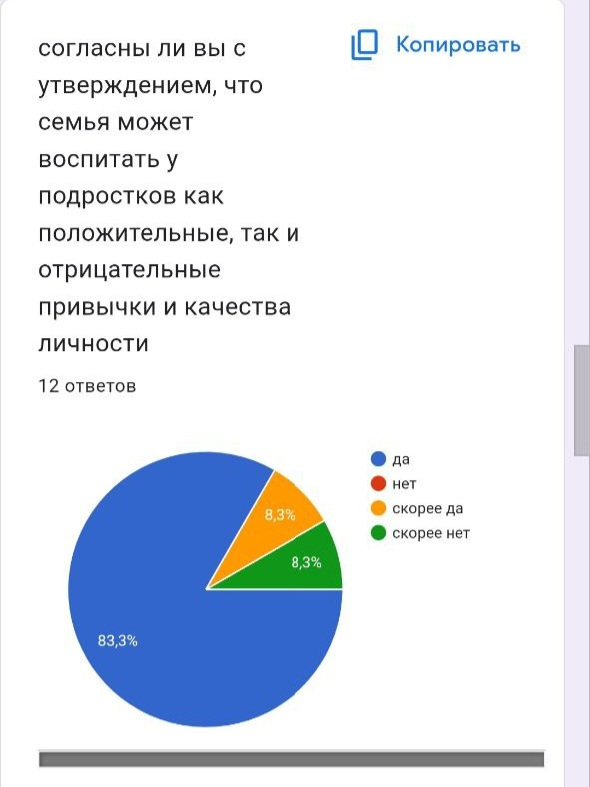 согласны ли вы с
Копировать
утверждением, что
семья может
воспитать у
подростков как
положительные, так и
отрицательные
привычки и качества
личности
12 ответов
да
нет
скорее да
скорее нет
8,3%
8,3%
83,3%